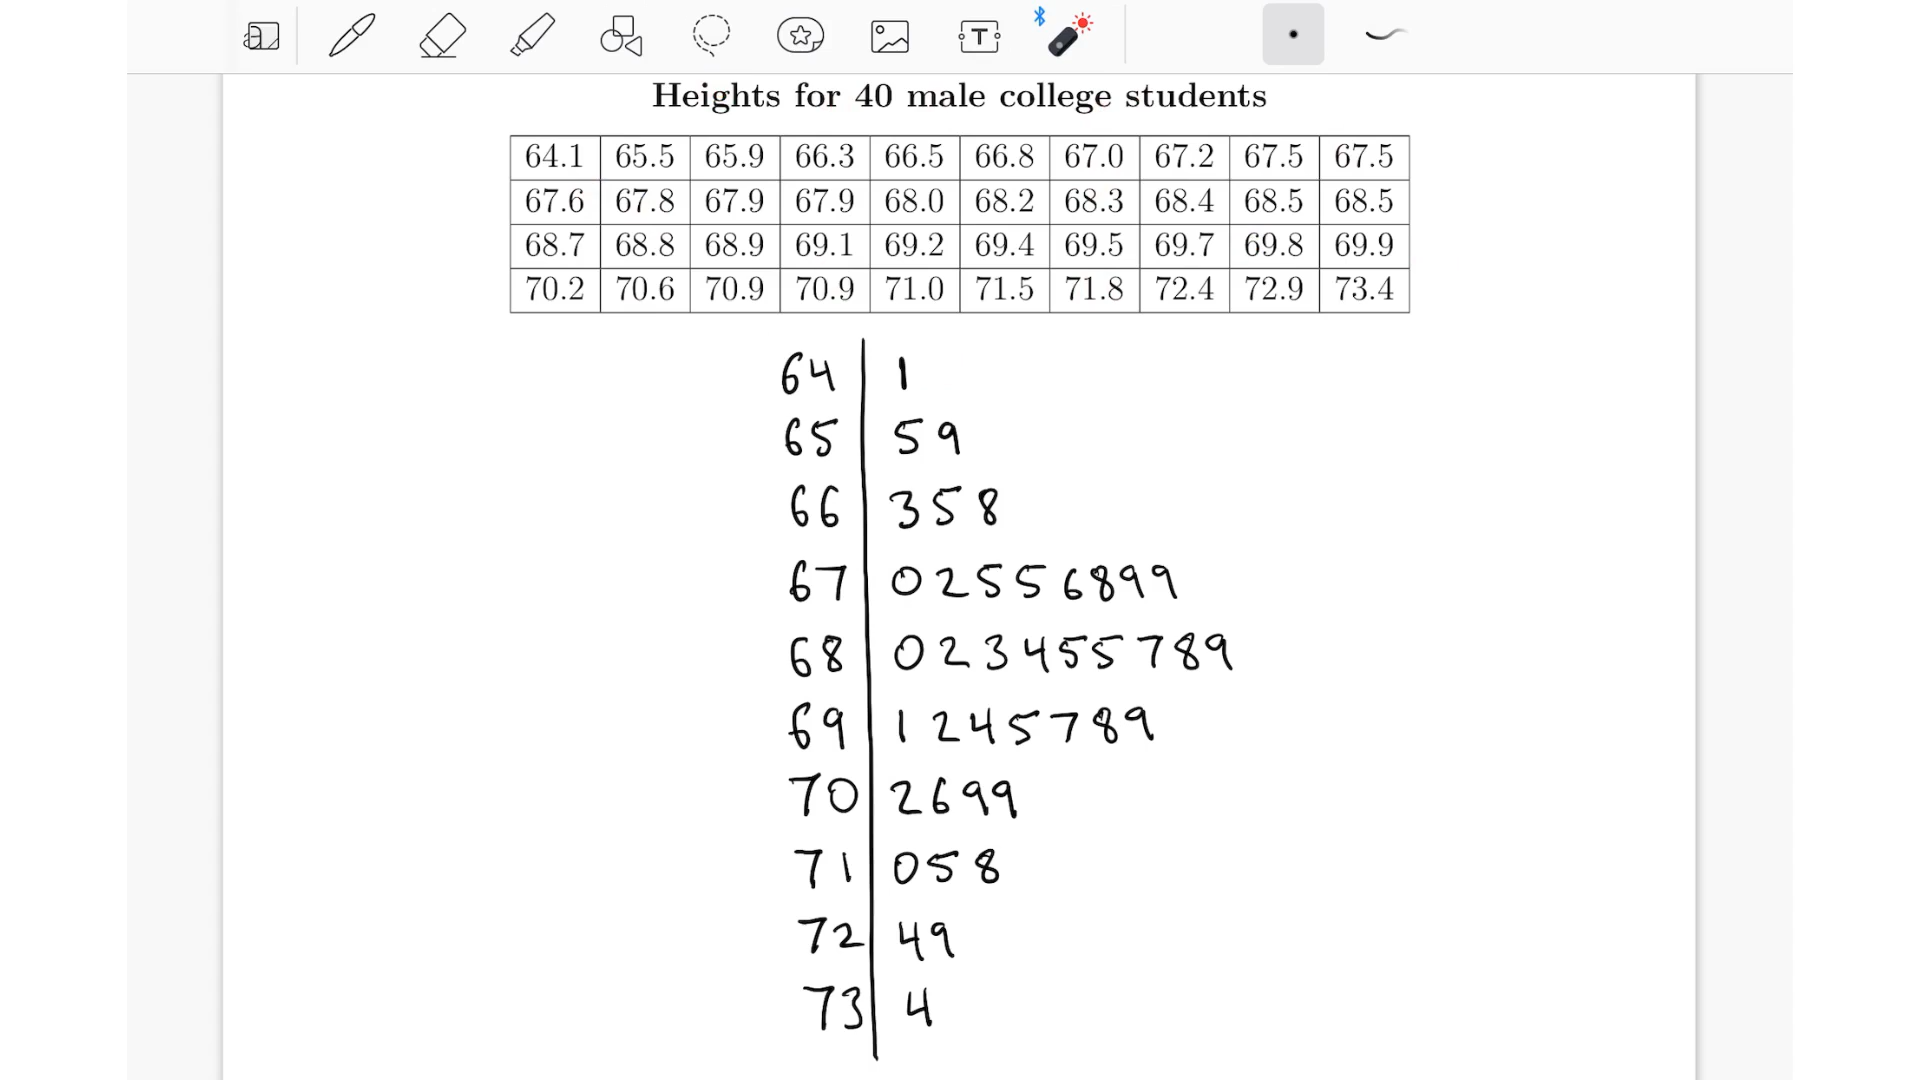 Heights for 40 male college students
64.1 65.5 65.9 66.3 66.5 66.8 67.0 67.2 67.5 67.5
67.6 67.8 67.9 67.9 68.0 68.2 68.3 68.4 68.5 68.5
68.7 68.8 68.9 69.1 69.2 69.4 69.5 69.7 69.8 69.9
70.2 70.6 70.9 70.9 71.0 71.5 71.8 72.4 72.9 73.4
64 | 1
65 | 5 9
66 | 3 5 8
67 | 0 2 5 5 6 8 9 9
68 | 0 2 3 4 5 5 7 8 9
69 | 1 2 4 5 7 8 9
70 | 2 6 9 9
71 | 0 5 8
72 | 4 9
73 | 4